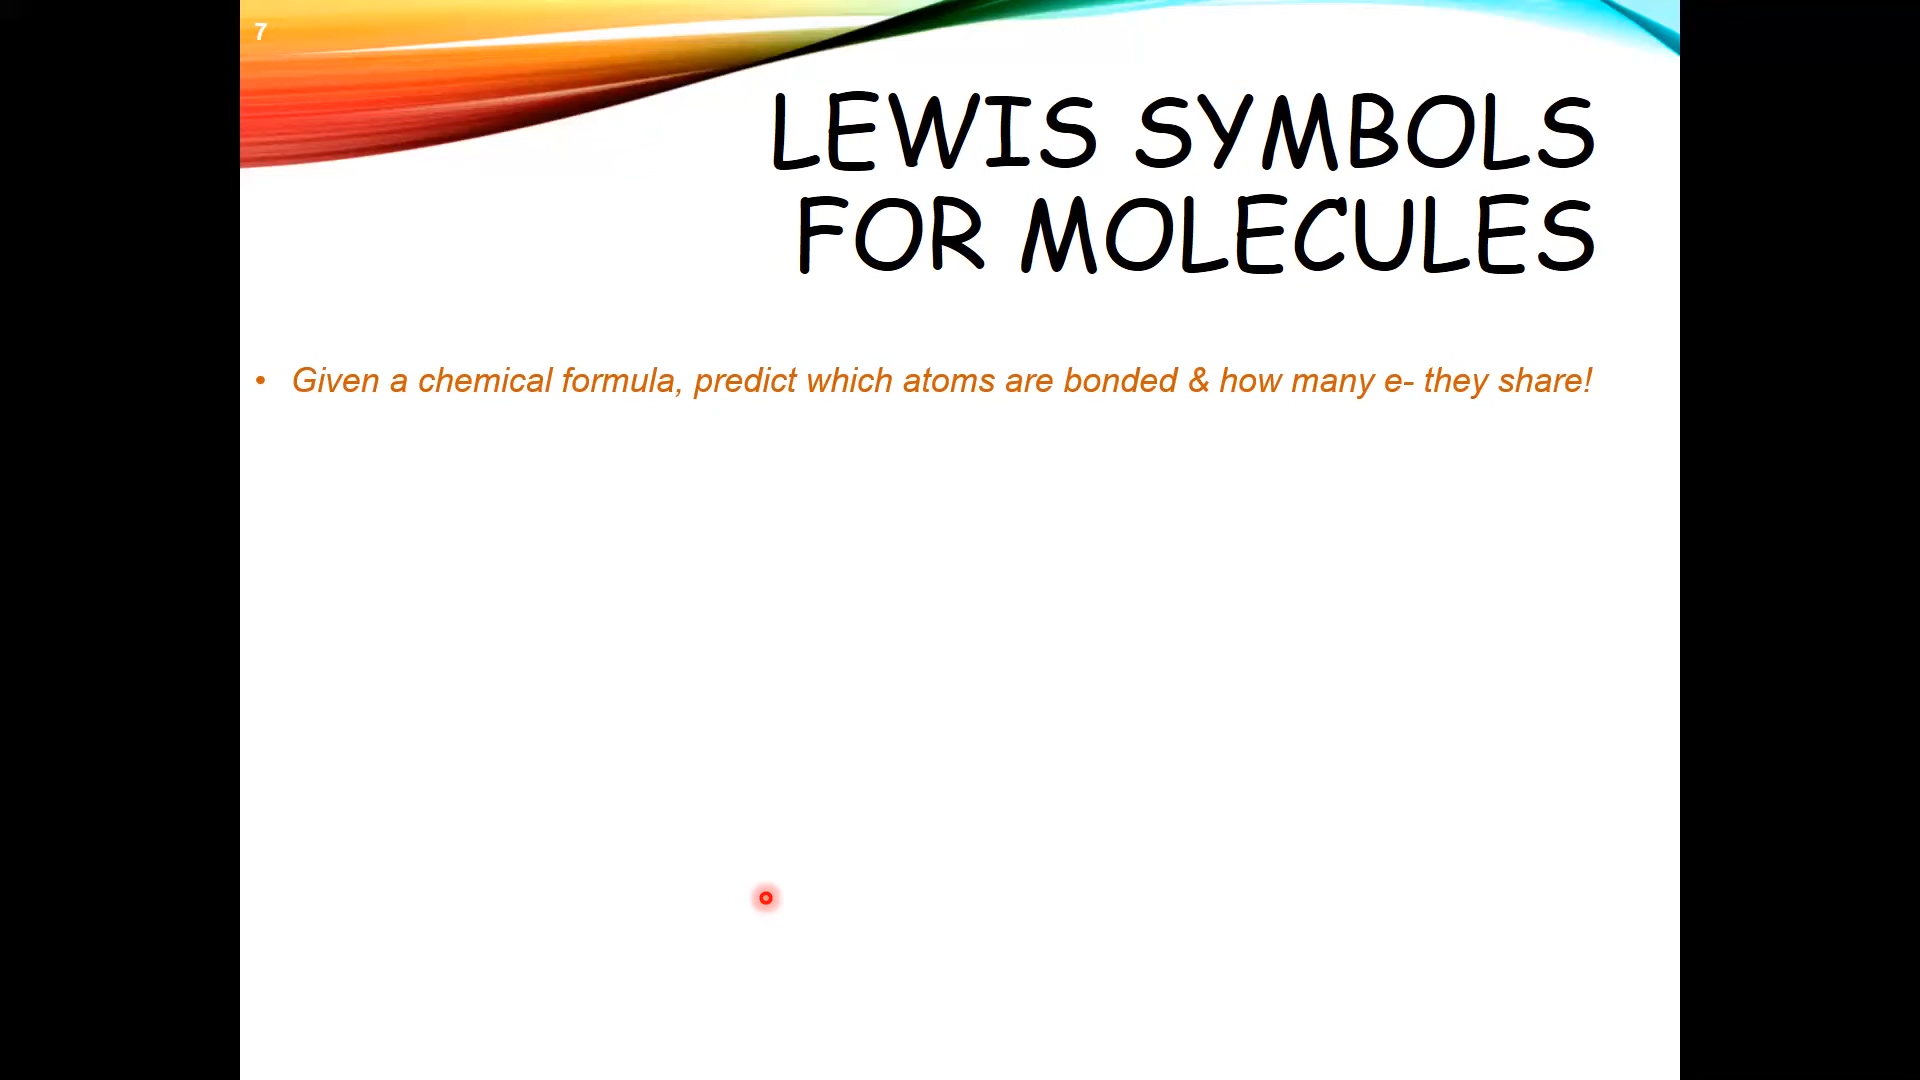 7
LEWIS SYMBOLS
FOR MOLECULES
• Given a chemical formula, predict which atoms are bonded & how many e- they share!